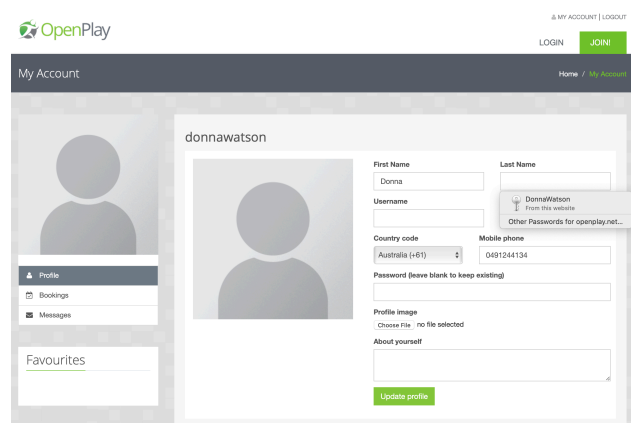 MY ACCOUNT | LOGOUT
OpenPlay
LOGIN JOIN!
My Account
Home / My Account
donnawatson
First Name Last Name
Donna
Username
DonnaWatson
From this website
Other Passwords for openplay.net...
Country code Mobile phone
Australia (+61) 0491244134
Password (leave blank to keep existing)
Profile
Bookings
Messages
Profile image
Choose File no file selected
About yourself
Favourites
Update profile